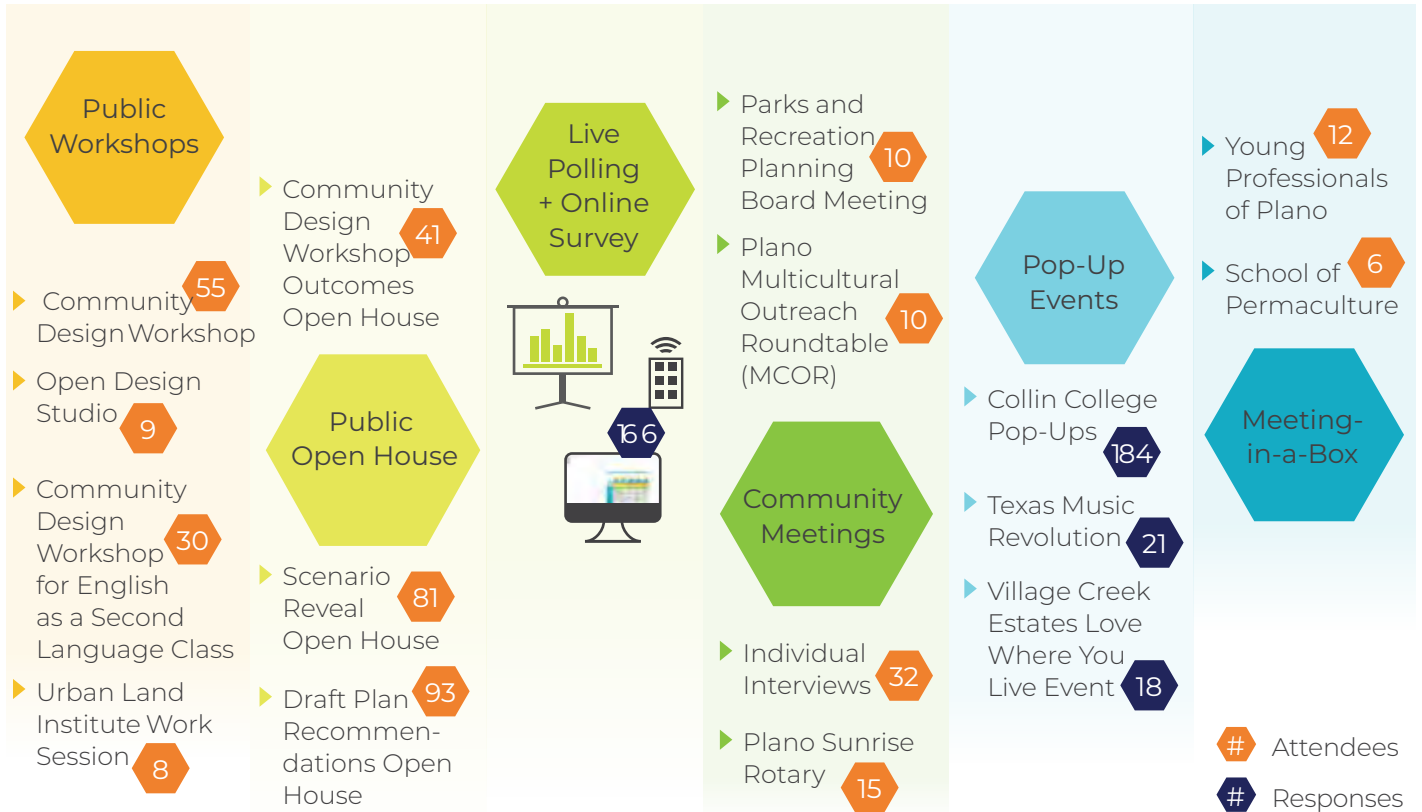 Public
Workshops
55
Community
Design Workshop
Open Design
Studio
9
Community
Design
Workshop
30
for English
as a Second
Language Class
Urban Land
Institute Work
Session
8
Community
Design
Workshop
41
Outcomes
Open House
Public
Open House
Scenario
Reveal
81
Open House
Draft Plan
93
Recommen-
dations Open
House
Live
Polling
+ Online
Survey
166
Parks and
Recreation
10
Planning
Board Meeting
Plano
Multicultural
Outreach
10
Roundtable
(MCOR)
Community
Meetings
Individual
Interviews
32
Plano Sunrise
Rotary
15
Pop-Up
Events
Collin College
Pop-Ups
184
Texas Music
Revolution
21
Village Creek
Estates Love
Where You
Live Event
18
12
Young
Professionals
of Plano
6
School of
Permaculture
Meeting-
in-a-Box
# Attendees
# Responses